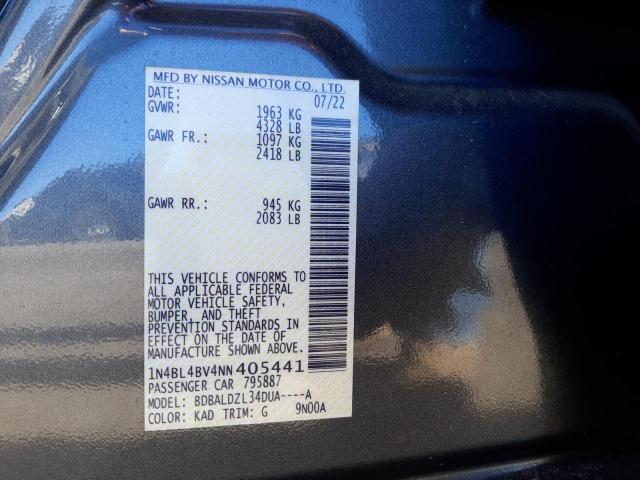 MFD BY NISSAN MOTOR CO., LTD.
DATE: 07/22
GVWR: 1963 KG
4328 LB
GAWR FR.: 1097 KG
2418 LB
GAWR RR.: 945 KG
2083 LB
THIS VEHICLE CONFORMS TO
ALL APPLICABLE FEDERAL
MOTOR VEHICLE SAFETY,
BUMPER, AND THEFT
PREVENTION STANDARDS IN
EFFECT ON THE DATE OF
MANUFACTURE SHOWN ABOVE.
1N4BL4BV4NN405441
PASSENGER CAR 795887
MODEL: BDBALDZL34DUA----A
COLOR: KAD TRIM: G 9N00A